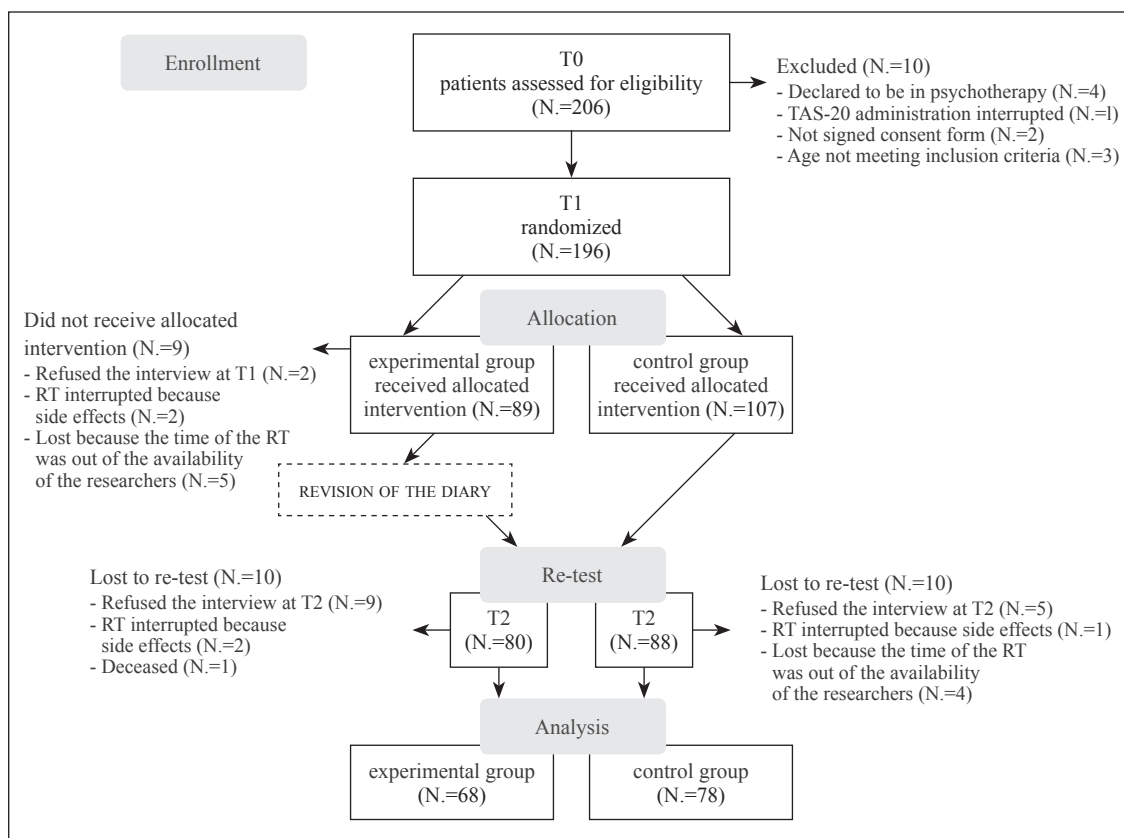 Enrollment
T0
patients assessed for eligibility
(N.=206)
Excluded (N.=10)
- Declared to be in psychotherapy (N.=4)
- TAS-20 administration interrupted (N.=l)
- Not signed consent form (N.=2)
- Age not meeting inclusion criteria (N.=3)
T1
randomized
(N.=196)
Allocation
Did not receive allocated
intervention (N.=9)
- Refused the interview at T1 (N.=2)
- RT interrupted because
side effects (N.=2)
- Lost because the time of the RT
was out of the availability
of the researchers (N.=5)
experimental group
received allocated
intervention (N.=89)
control group
received allocated
intervention (N.=107)
REVISION OF THE DIARY
Re-test
Lost to re-test (N.=10)
- Refused the interview at T2 (N.=9)
- RT interrupted because
side effects (N.=2)
- Deceased (N.=1)
T2
(N.=80)
T2
(N.=88)
Lost to re-test (N.=10)
- Refused the interview at T2 (N.=5)
- RT interrupted because side effects (N.=1)
- Lost because the time of the RT
was out of the availability
of the researchers (N.=4)
Analysis
experimental group
(N.=68)
control group
(N.=78)